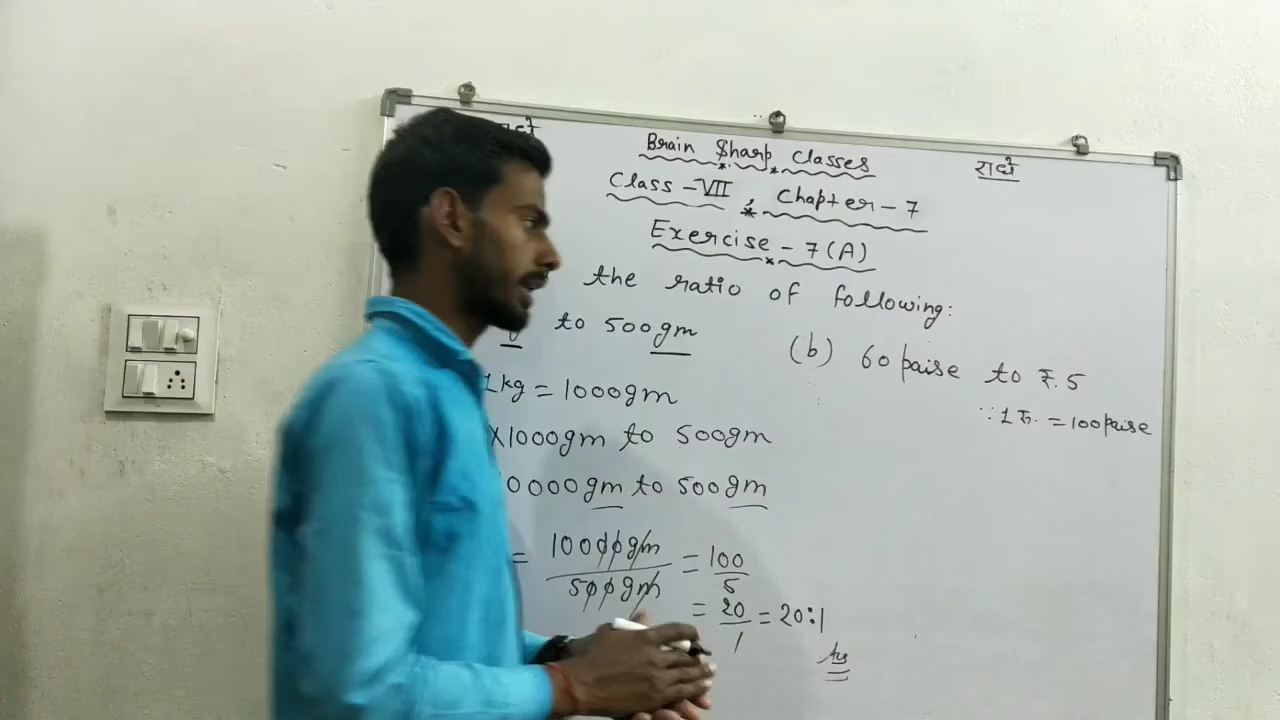 Brain Sharp Classes
राधे
Class - VII, Chapter - 7
Exercise - 7(A)
the ratio of following:
to 500gm
(b) 60 paise to ₹.5
1kg = 1000gm
∵ 1 रु. = 100 paise
X1000gm to 500gm
0000gm to 500gm
= 10000gm/500gm = 100/5
= 20/1 = 20:1
Ans